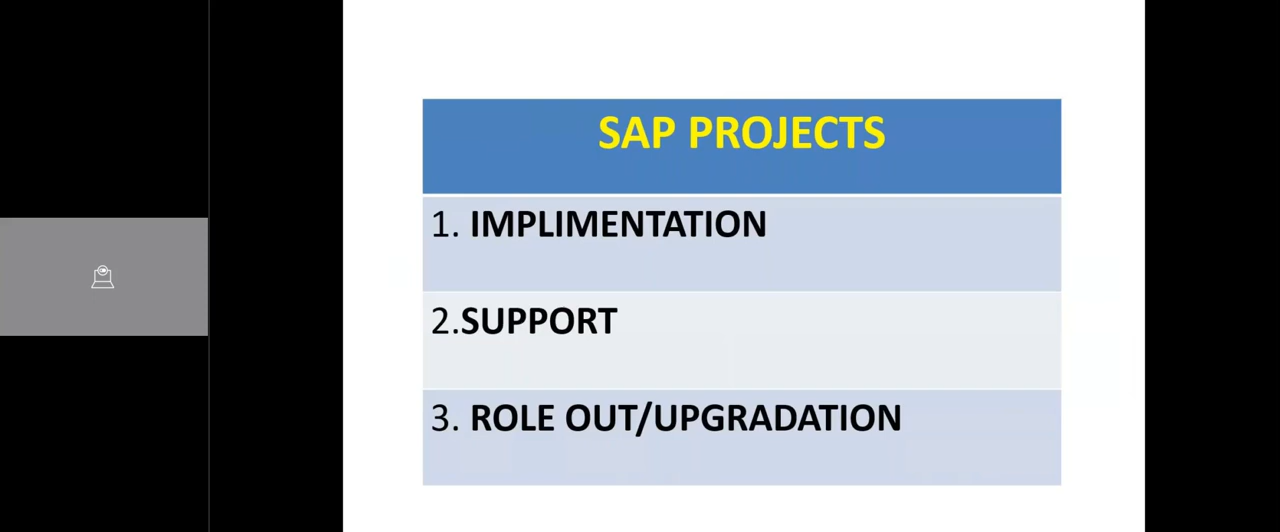 SAP PROJECTS
1. IMPLIMENTATION
2.SUPPORT
3. ROLE OUT/UPGRADATION